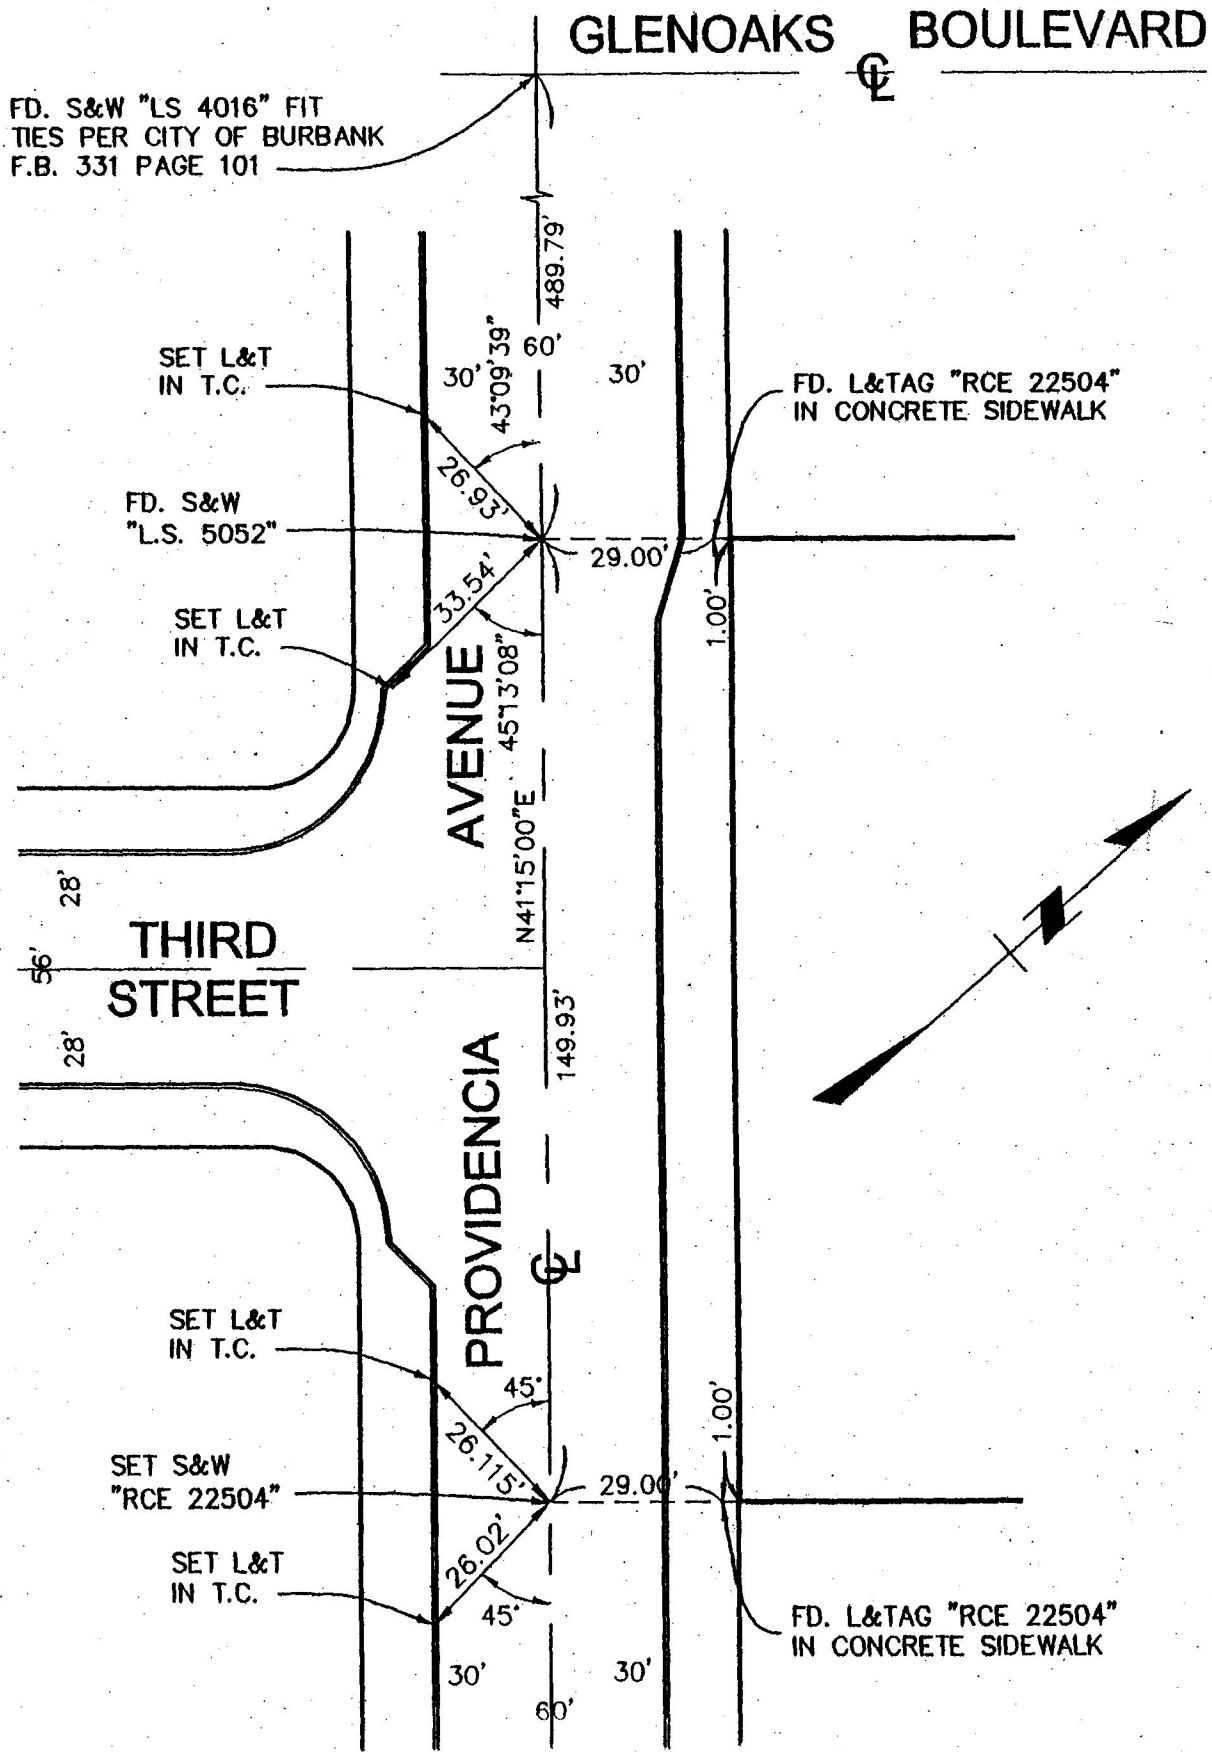 GLENOAKS BOULEVARD
℄
FD. S&W "LS 4016" FIT
TIES PER CITY OF BURBANK
F.B. 331 PAGE 101
489.79'
60'
30'
30'
43°09'39"
SET L&T
IN T.C.
FD. L&TAG "RCE 22504"
IN CONCRETE SIDEWALK
26.93'
FD. S&W
"L.S. 5052"
29.00'
33.54'
1.00'
SET L&T
IN T.C.
45°13'08"
AVENUE
N41°15'00"E
28'
THIRD
STREET
56'
28'
149.93'
PROVIDENCIA
℄
SET L&T
IN T.C.
45°
26.115'
1.00'
SET S&W
"RCE 22504"
29.00'
26.02'
SET L&T
IN T.C.
45°
FD. L&TAG "RCE 22504"
IN CONCRETE SIDEWALK
30'
30'
60'